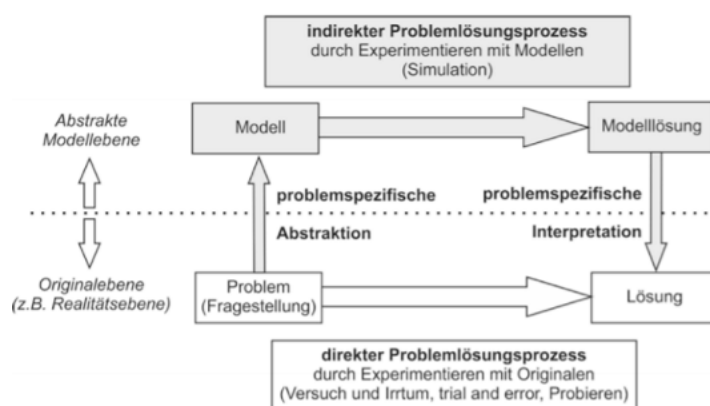 indirekter Problemlösungsprozess
durch Experimentieren mit Modellen
(Simulation)
Abstrakte
Modellebene
Modell
Modelllösung
problemspezifische
problemspezifische
Abstraktion
Interpretation
Originalebene
(z.B. Realitätsebene)
Problem
(Fragestellung)
Lösung
direkter Problemlösungsprozess
durch Experimentieren mit Originalen
(Versuch und Irrtum, trial and error, Probieren)